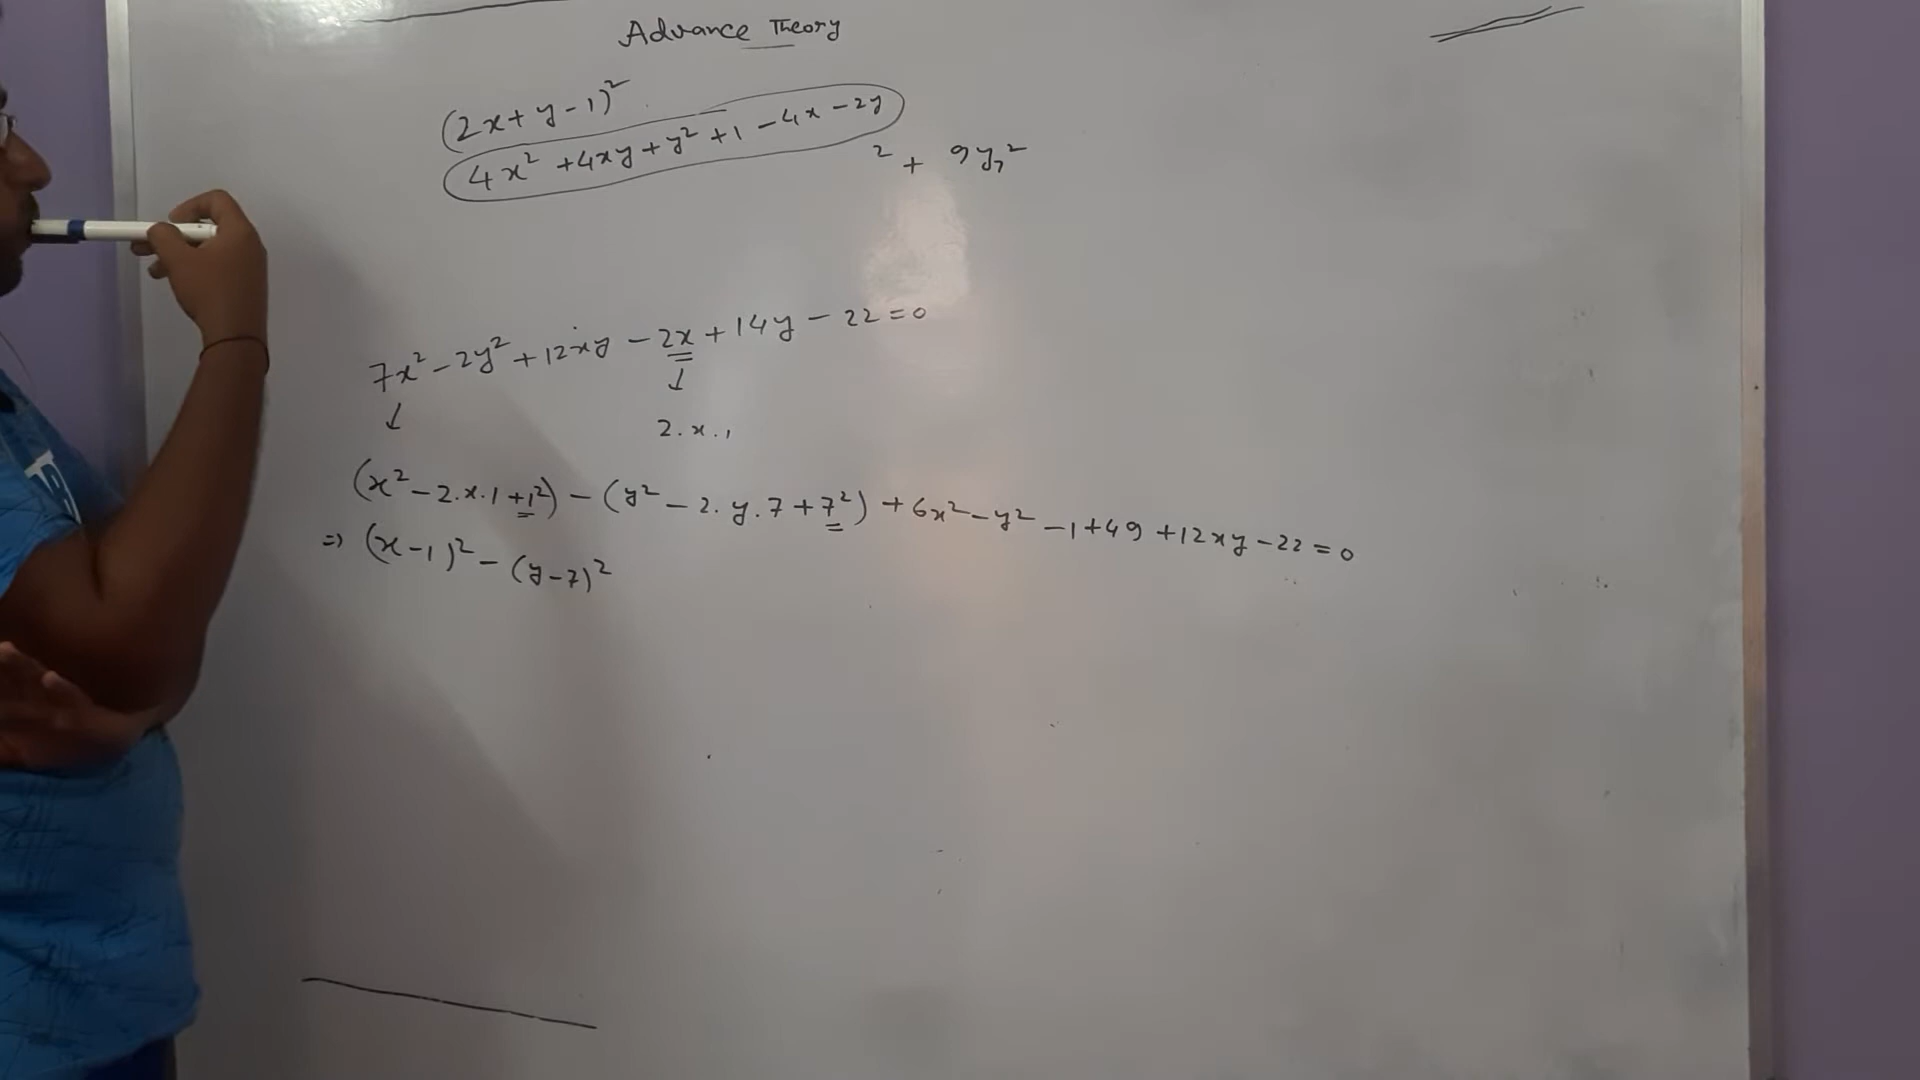 Advance Theory
(2x+y-1)²
4x² +4xy+y² +1 -4x -2y
² + 9y²
7x² - 2y² + 12xy - 2x + 14y - 22 = 0
↓ ↓
2.x.1
(x² - 2.x.1 + 1²) - (y² - 2.y.7 + 7²) + 6x² - y² - 1 + 49 + 12xy - 22 = 0
⇒ (x-1)² - (y-7)²